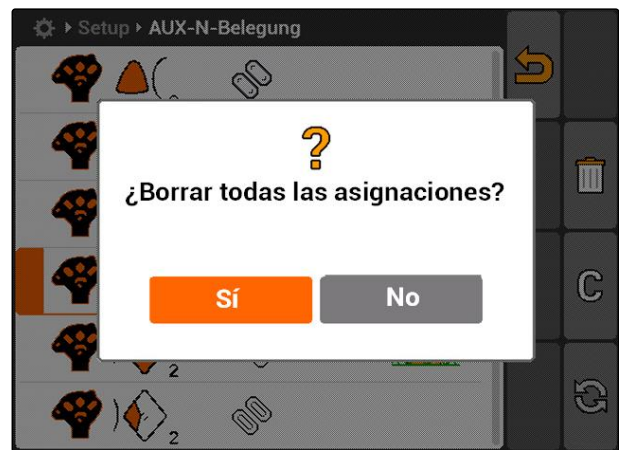 Setup AUX-N-Belegung
¿Borrar todas las asignaciones?
Sí
No
C
2
2